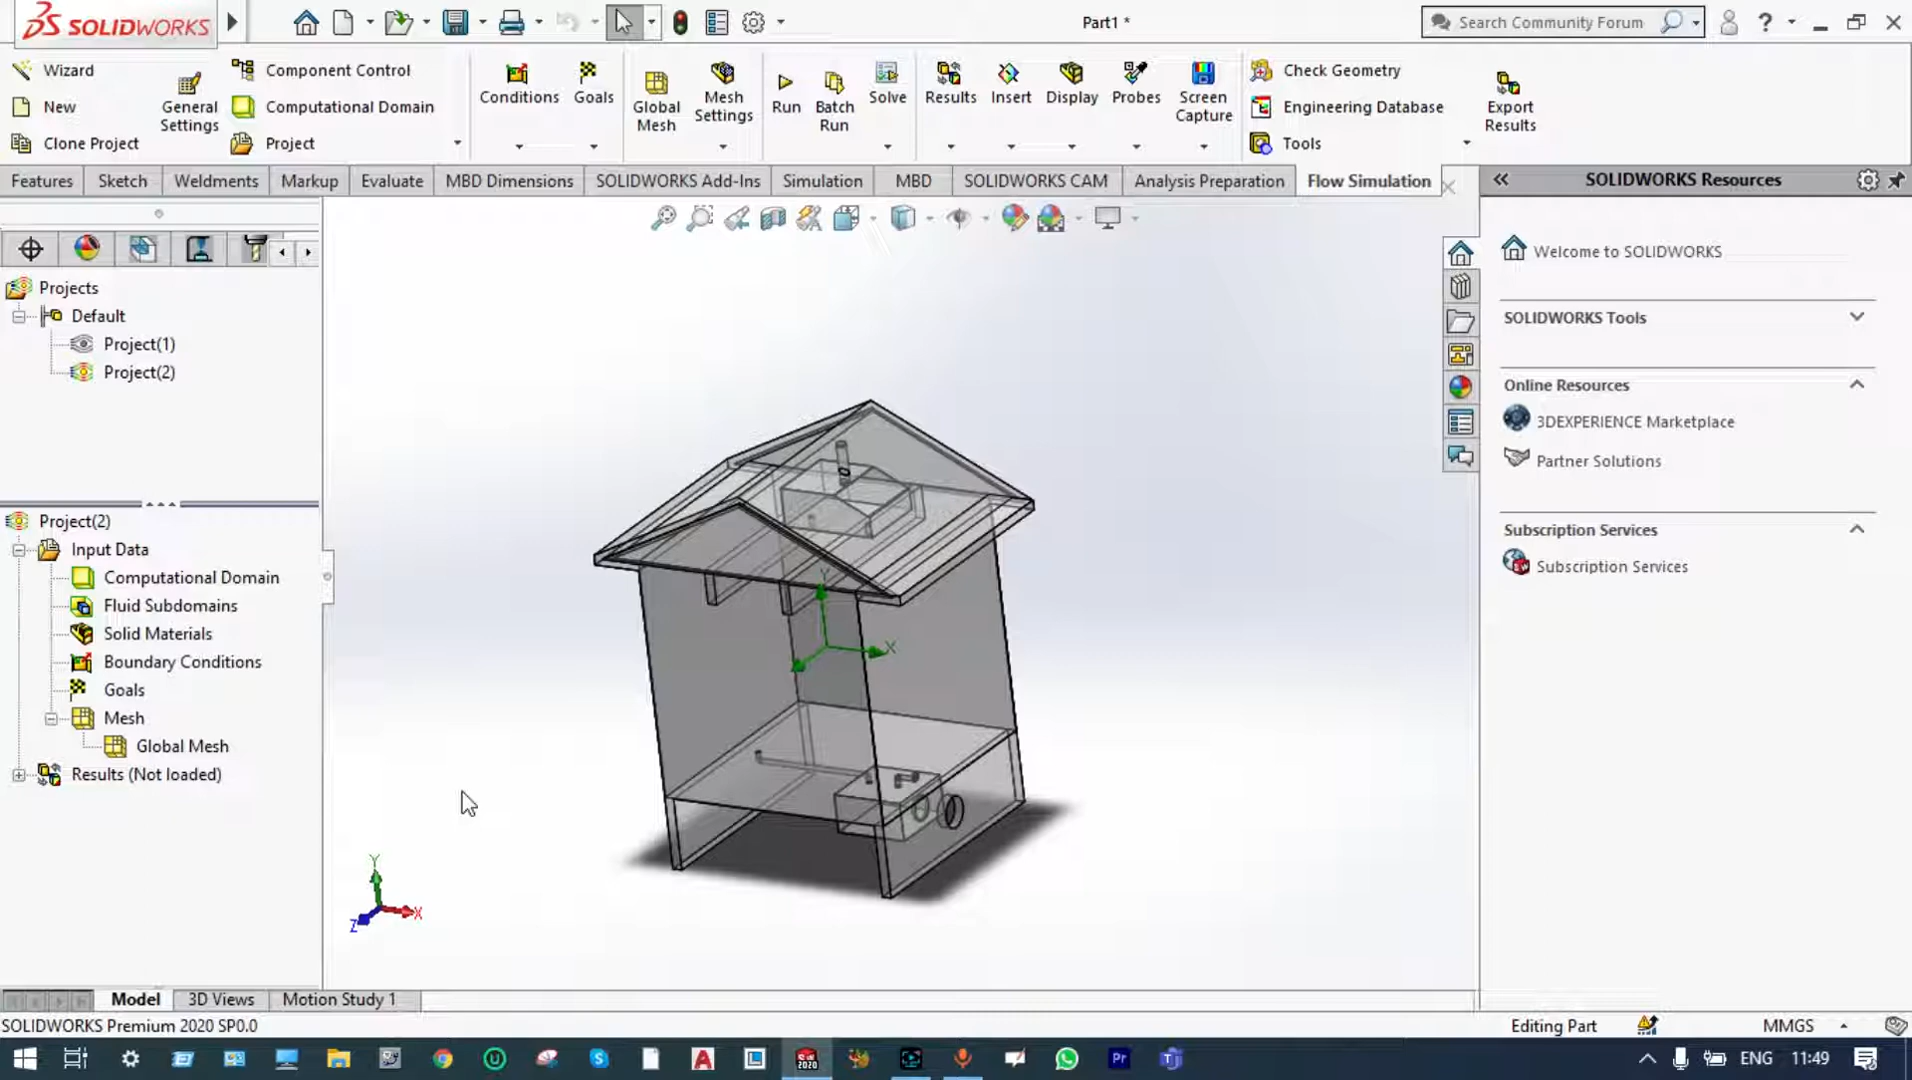 SOLIDWORKS
Part1 *
Search Community Forum
?
Wizard
New
Clone Project
General Settings
Component Control
Computational Domain
Project
Conditions
Goals
Global Mesh
Mesh Settings
Run
Batch Run
Solve
Results
Insert
Display
Probes
Screen Capture
Check Geometry
Engineering Database
Tools
Export Results
Features
Sketch
Weldments
Markup
Evaluate
MBD Dimensions
SOLIDWORKS Add-Ins
Simulation
MBD
SOLIDWORKS CAM
Analysis Preparation
Flow Simulation
SOLIDWORKS Resources
Projects
Default
Project(1)
Project(2)
Project(2)
Input Data
Computational Domain
Fluid Subdomains
Solid Materials
Boundary Conditions
Goals
Mesh
Global Mesh
Results (Not loaded)
Y
X
Y
X
Z
Welcome to SOLIDWORKS
SOLIDWORKS Tools
Online Resources
3DEXPERIENCE Marketplace
Partner Solutions
Subscription Services
Subscription Services
Model
3D Views
Motion Study 1
SOLIDWORKS Premium 2020 SP0.0
Editing Part
MMGS
ENG
11:49